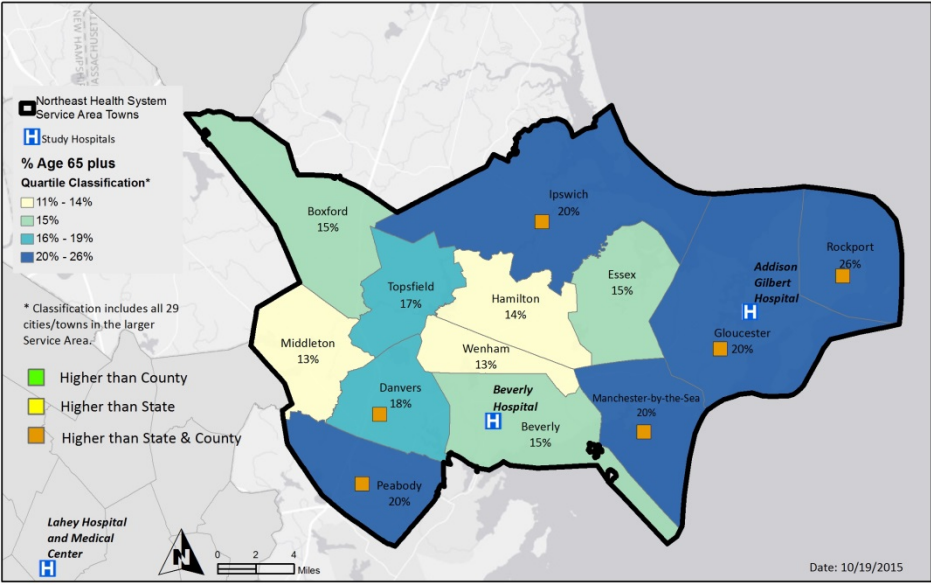 NEW HAMPSHI
MASSACHUSETT
Northeast Health System
Service Area Towns
H Study Hospitals
% Age 65 plus
Quartile Classification*
11% - 14%
15%
16% - 19%
20% - 26%
* Classification includes all 29
cities/towns in the larger
Service Area.
Higher than County
Higher than State
Higher than State & County
Boxford
15%
Ipswich
20%
Rockport
26%
Topsfield
17%
Hamilton
14%
Essex
15%
Addison
Gilbert
Hospital
H
Gloucester
20%
Middleton
13%
Wenham
13%
Danvers
18%
Beverly
Hospital
H
Beverly
15%
Manchester-by-the-Sea
20%
Peabody
20%
Lahey Hospital
and Medical
Center
H
N
0 2 4
Miles
Date: 10/19/2015